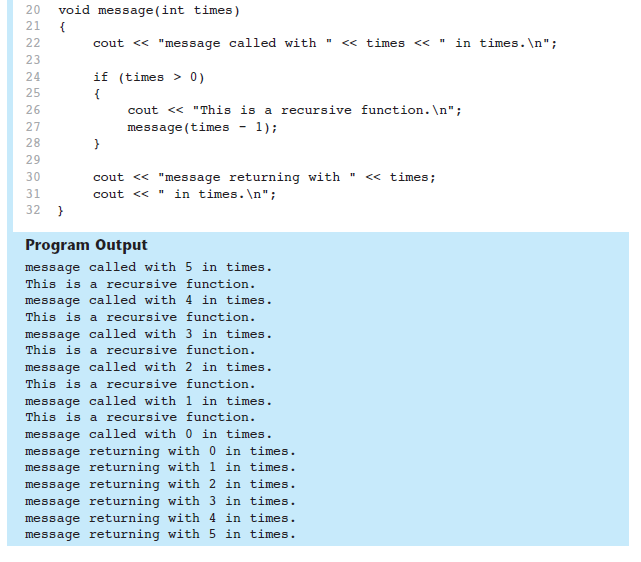 20 void message(int times)
21 {
22     cout << "message called with " << times << " in times.\n";
23
24     if (times > 0)
25     {
26         cout << "This is a recursive function.\n";
27         message(times - 1);
28     }
29
30     cout << "message returning with " << times;
31     cout << " in times.\n";
32 }
Program Output
message called with 5 in times.
This is a recursive function.
message called with 4 in times.
This is a recursive function.
message called with 3 in times.
This is a recursive function.
message called with 2 in times.
This is a recursive function.
message called with 1 in times.
This is a recursive function.
message called with 0 in times.
message returning with 0 in times.
message returning with 1 in times.
message returning with 2 in times.
message returning with 3 in times.
message returning with 4 in times.
message returning with 5 in times.